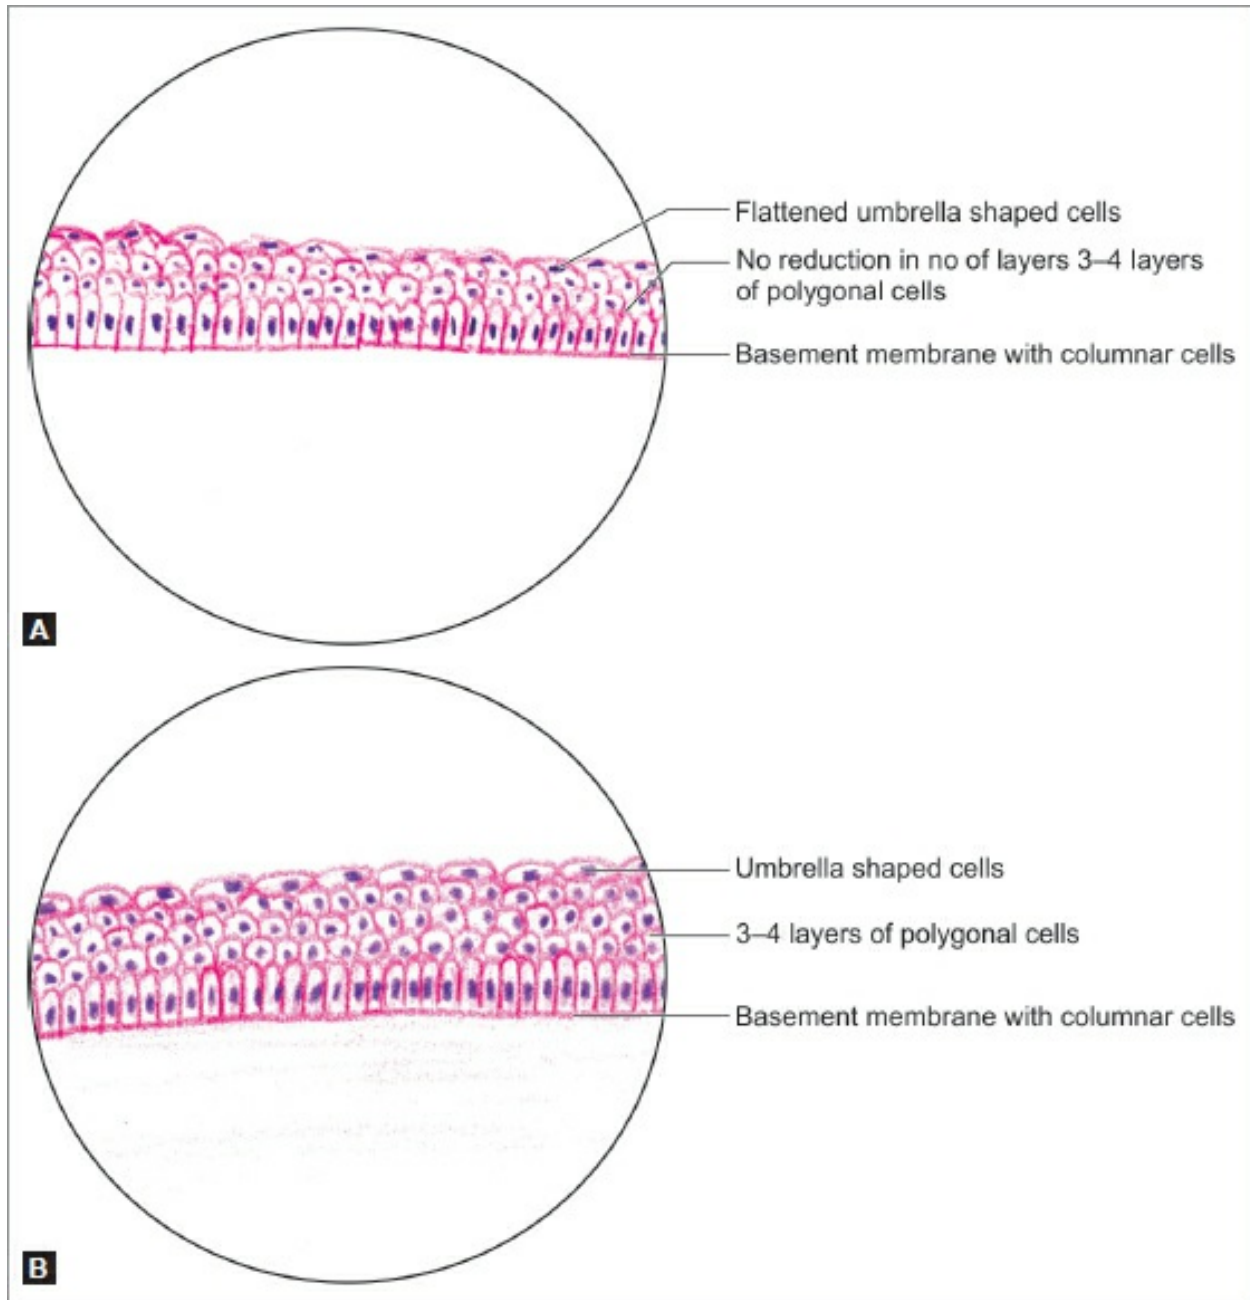 Flattened umbrella shaped cells
No reduction in no of layers 3–4 layers
of polygonal cells
Basement membrane with columnar cells
A
Umbrella shaped cells
3–4 layers of polygonal cells
Basement membrane with columnar cells
B